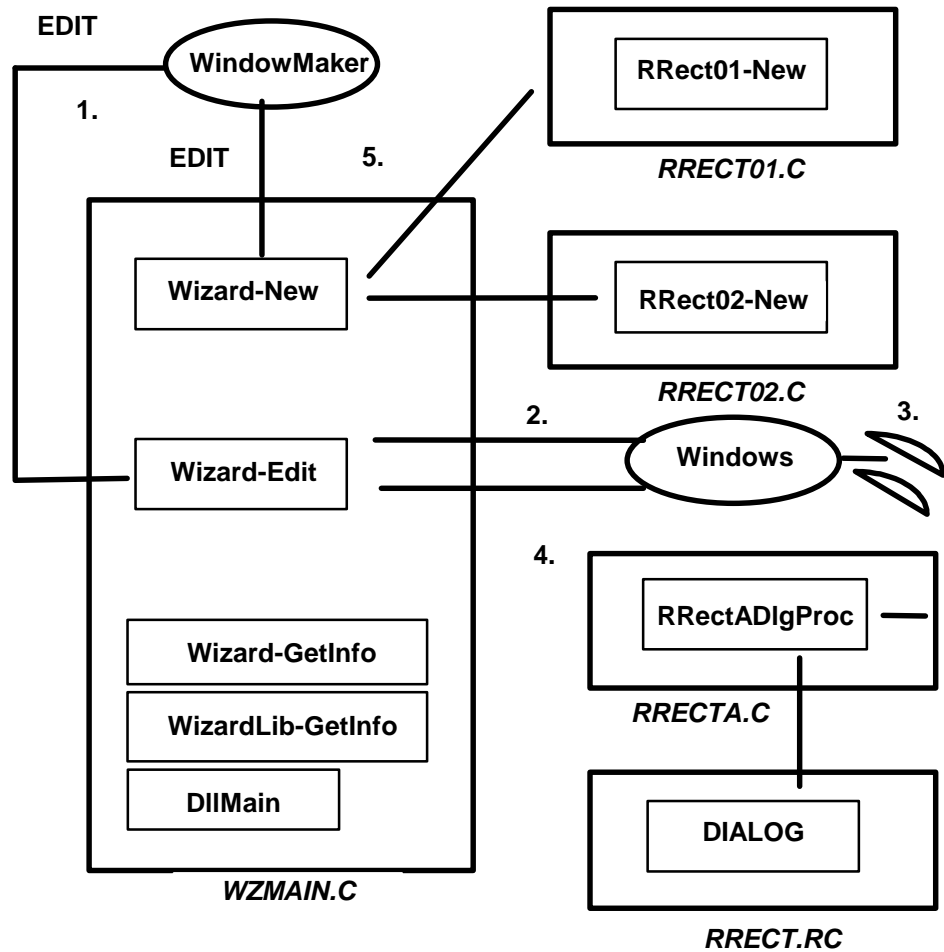 EDIT
WindowMaker
RRect01-New
1.
EDIT
5.
RRECT01.C
Wizard-New
RRect02-New
RRECT02.C
2.
3.
Wizard-Edit
Windows
4.
RRectADlgProc
Wizard-GetInfo
RRECTA.C
WizardLib-GetInfo
DllMain
DIALOG
WZMAIN.C
RRECT.RC